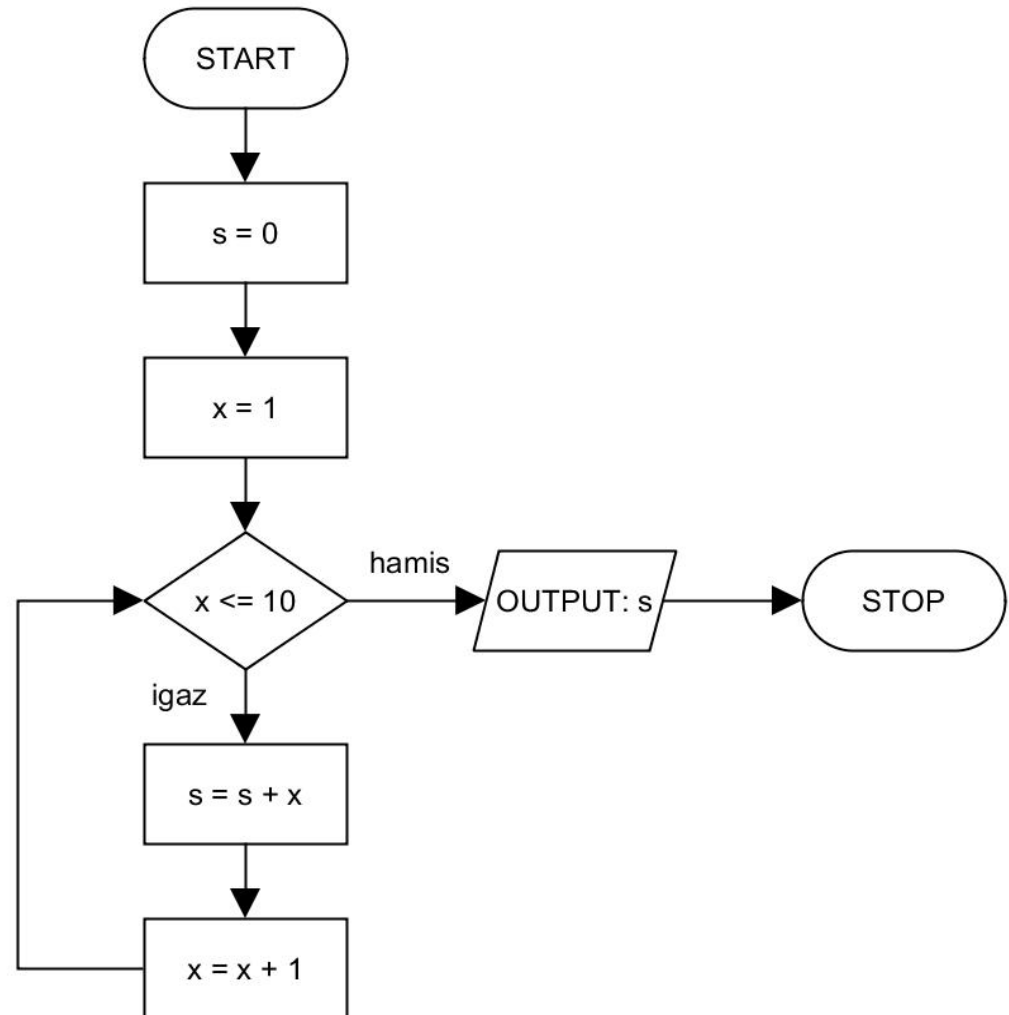 START
s = 0
x = 1
x <= 10
hamis
OUTPUT: s
STOP
igaz
s = s + x
x = x + 1